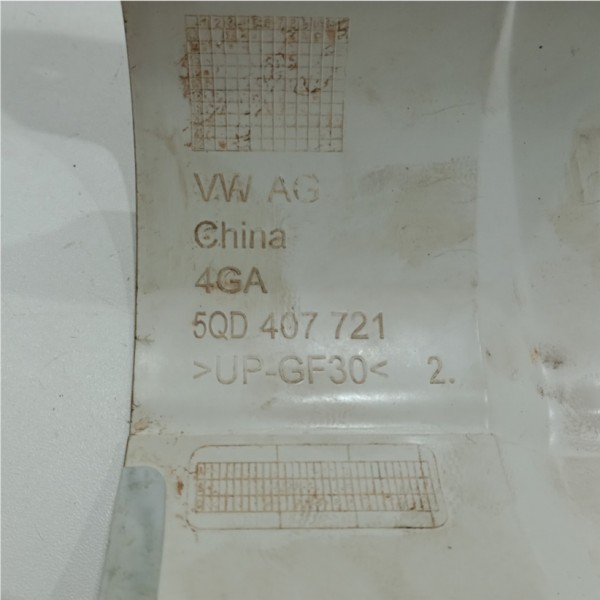 VW AG
China
4GA
5QD 407 721
>UP-GF30< 2.